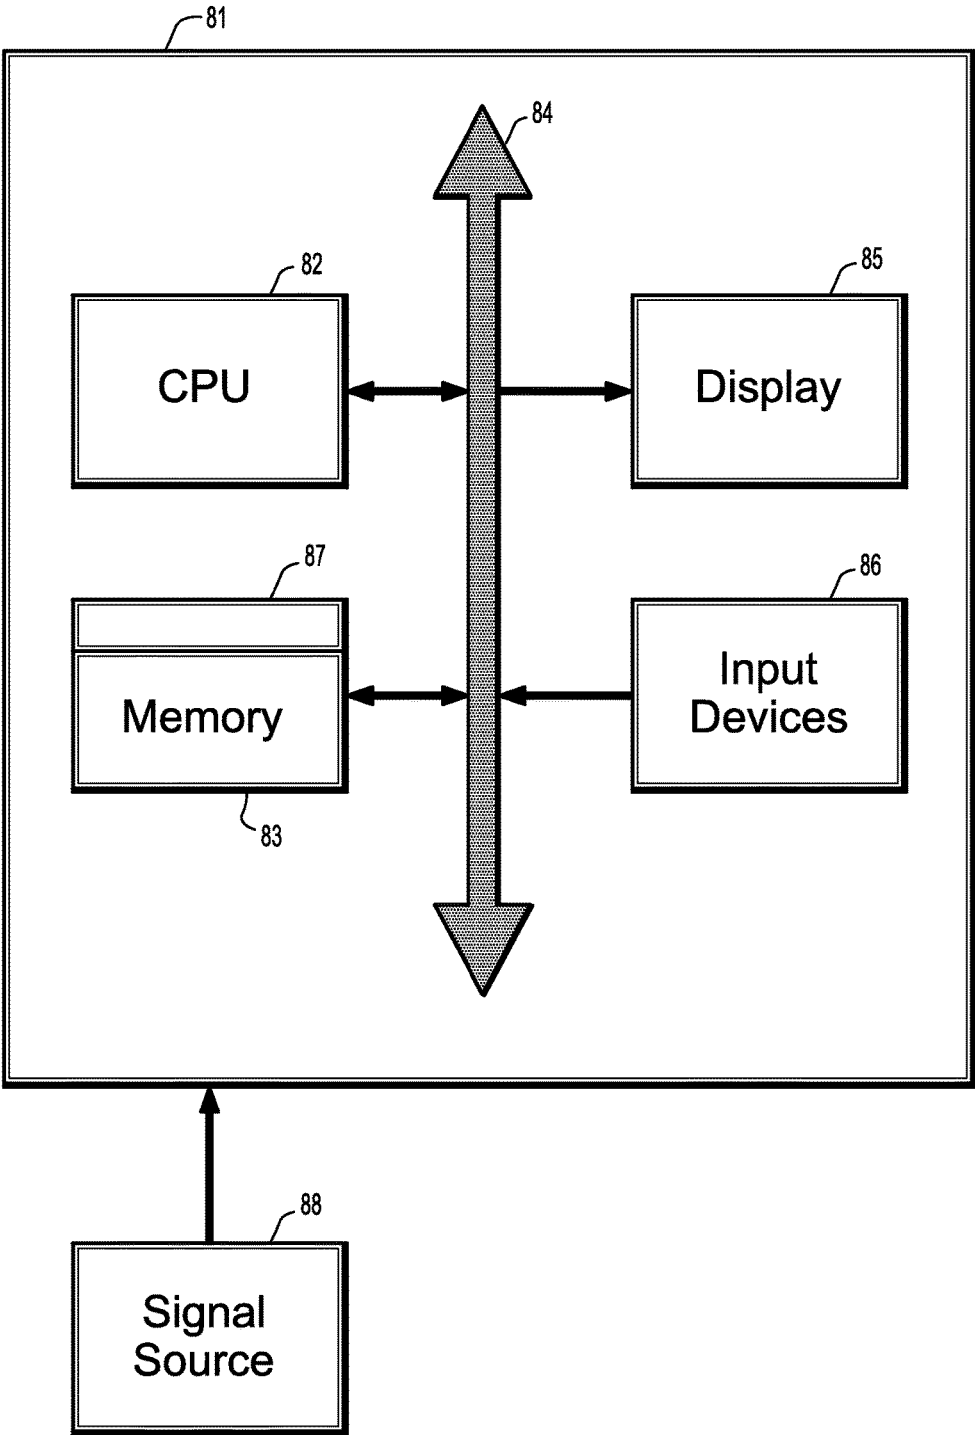 81
84
82
CPU
85
Display
87
Memory
83
86
Input
Devices
88
Signal
Source